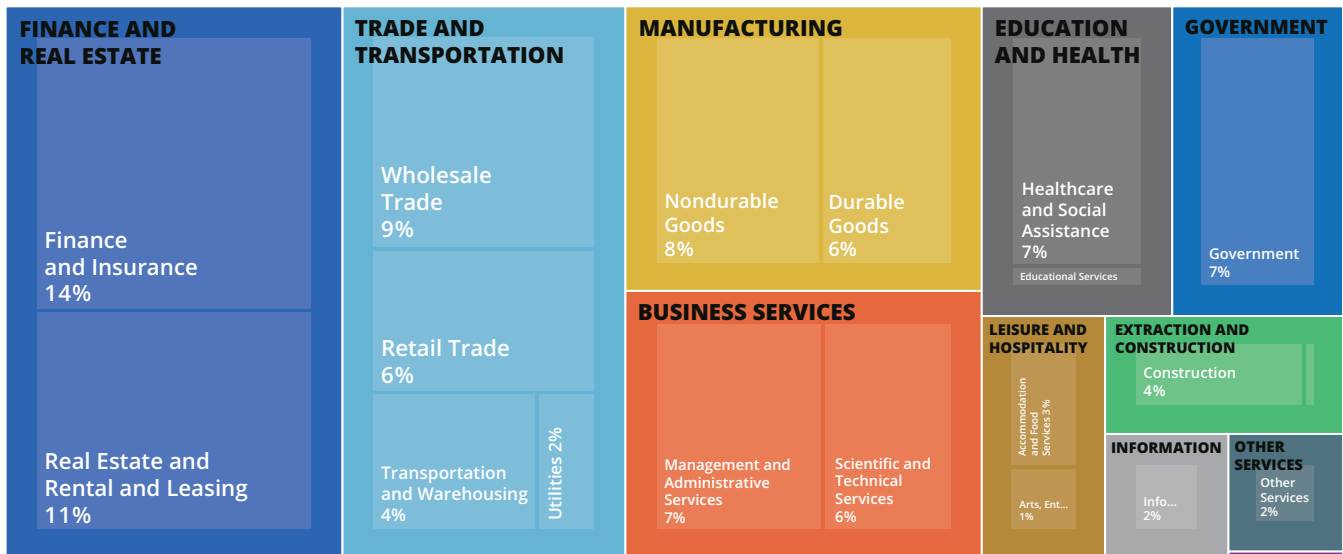 FINANCE AND
REAL ESTATE
Finance
and Insurance
14%
Real Estate and
Rental and Leasing
11%
TRADE AND
TRANSPORTATION
Wholesale
Trade
9%
Retail Trade
6%
Transportation
and Warehousing
4%
Utilities 2%
MANUFACTURING
Nondurable
Goods
8%
Durable
Goods
6%
BUSINESS SERVICES
Management and
Administrative
Services
7%
Scientific and
Technical
Services
6%
EDUCATION
AND HEALTH
Healthcare
and Social
Assistance
7%
Educational Services
GOVERNMENT
Government
7%
LEISURE AND
HOSPITALITY
Accommodation
and Food
Services 3%
Arts, Ent...
1%
EXTRACTION AND
CONSTRUCTION
Construction
4%
INFORMATION
Info...
2%
OTHER
SERVICES
Other
Services
2%